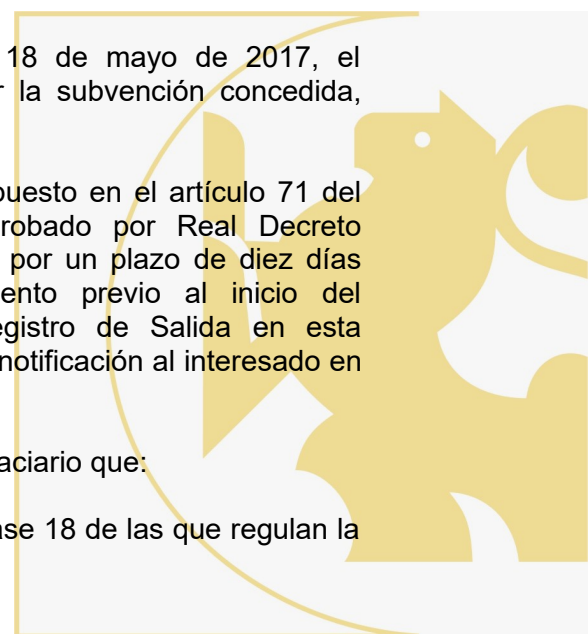 18 de mayo de 2017, el
la subvención concedida,
puesto en el artículo 71 del
robado por Real Decreto
por un plazo de diez días
ento previo al inicio del
egistro de Salida en esta
notificación al interesado en
aciario que:
ase 18 de las que regulan la